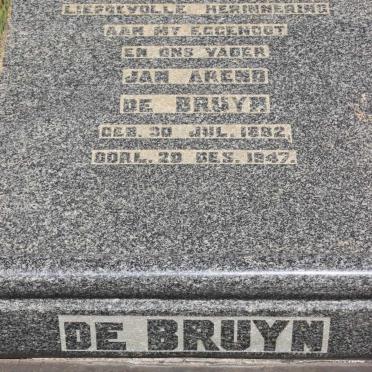 LIEFDEVOLLE HERINNERING
AAN MY EGGENOOT
EN ONS VADER
JAN AREND
DE BRUYN
GEB. 30 JUL. 1892.
OORL. 29 DES. 1947.
DE BRUYN